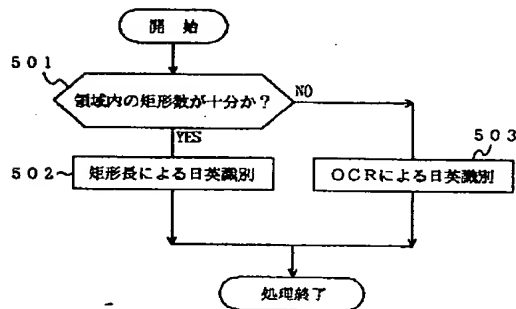 開 始
501
領域内の矩形数が十分か?
NO
YES
503
502
矩形長による日英識別
OCRによる日英識別
処理終了